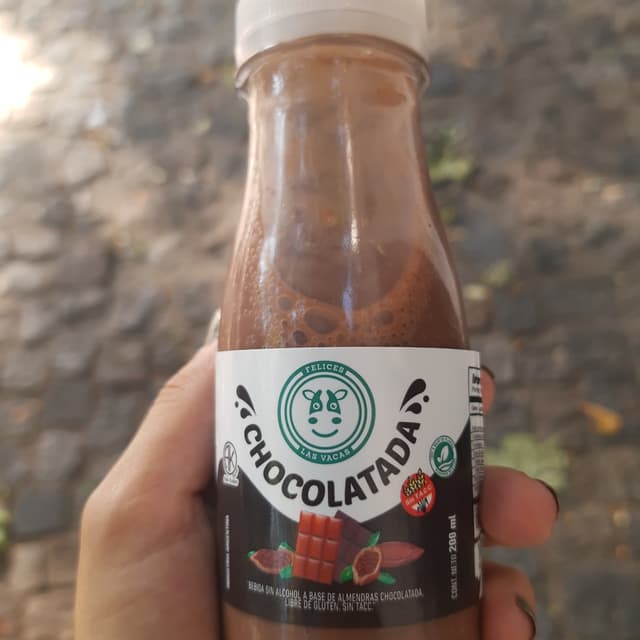 FELICES
LAS VACAS
CHOCOLATADA
Sin T.A.C.C.
BEBIDA SIN ALCOHOL A BASE DE ALMENDRAS CHOCOLATADA.
LIBRE DE GLUTEN. SIN TACC.
CONT. NETO 200 ml